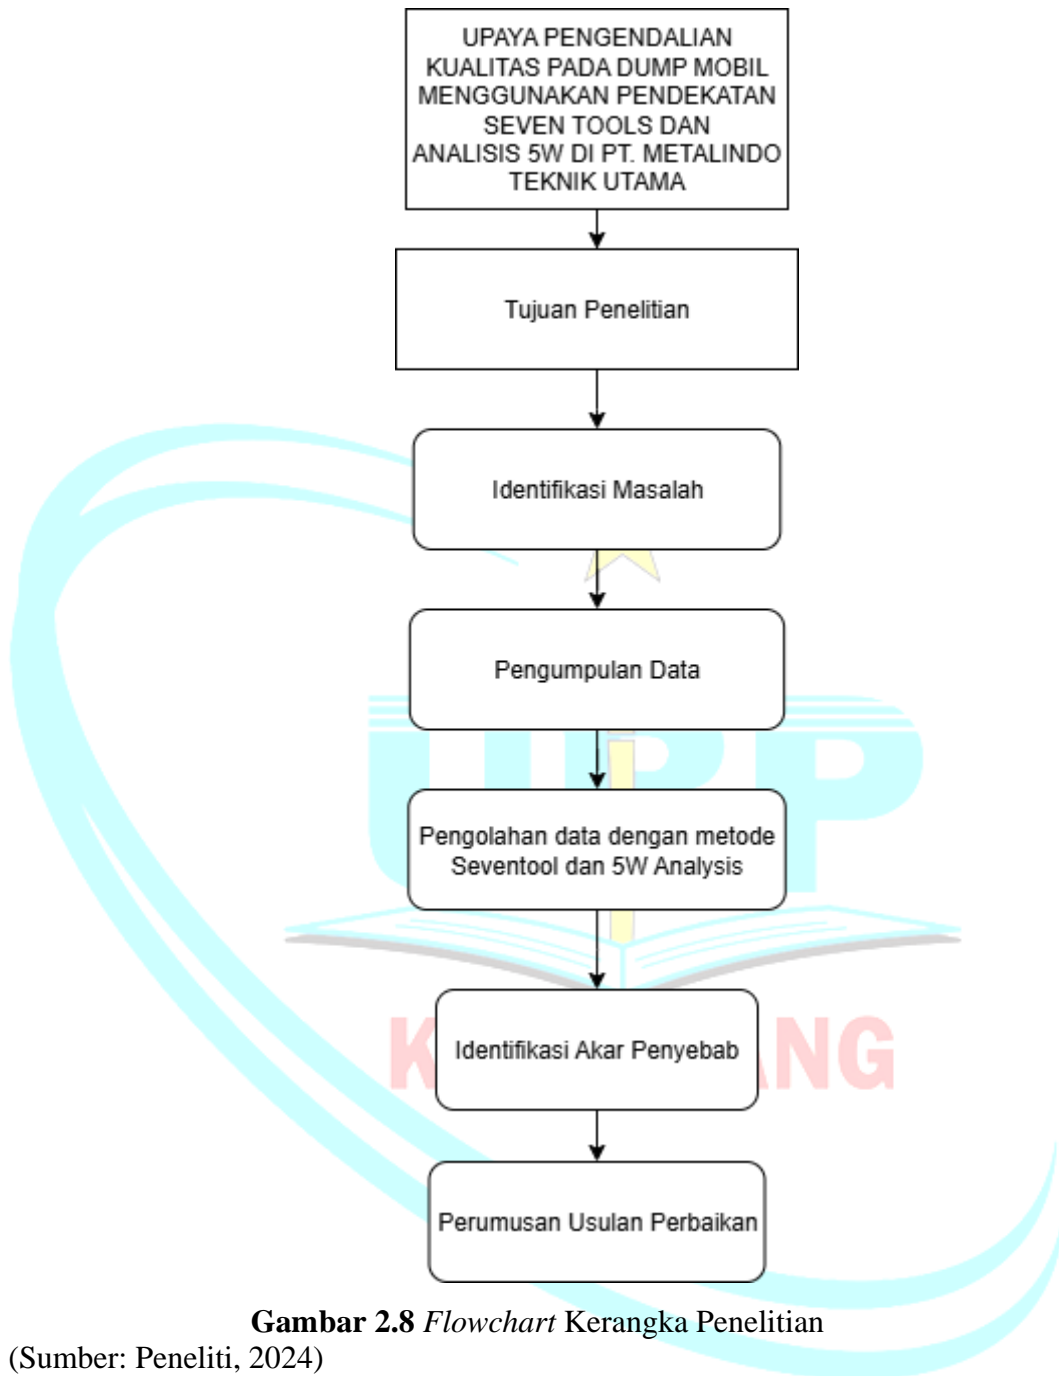 UPAYA PENGENDALIAN
KUALITAS PADA DUMP MOBIL
MENGGUNAKAN PENDEKATAN
SEVEN TOOLS DAN
ANALISIS 5W DI PT. METALINDO
TEKNIK UTAMA
Tujuan Penelitian
Identifikasi Masalah
Pengumpulan Data
Pengolahan data dengan metode
Seventool dan 5W Analysis
Identifikasi Akar Penyebab
Perumusan Usulan Perbaikan
Gambar 2.8 Flowchart Kerangka Penelitian
(Sumber: Peneliti, 2024)